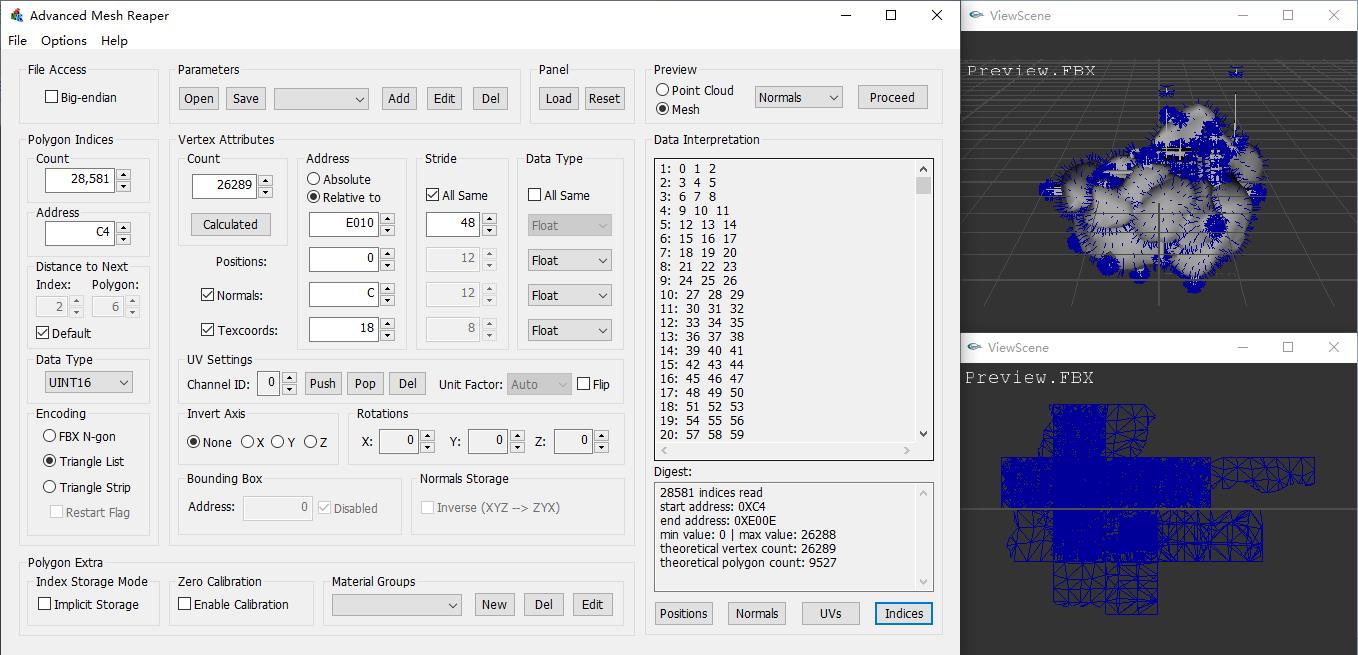 Advanced Mesh Reaper
File Options Help
File Access
Big-endian
Parameters
Open Save Add Edit Del
Panel
Load Reset
Preview
Point Cloud
Mesh
Normals
Proceed
Polygon Indices
Count
28,581
Address
C4
Distance to Next
Index: Polygon:
2 6
Default
Data Type
UINT16
Encoding
FBX N-gon
Triangle List
Triangle Strip
Restart Flag
Vertex Attributes
Count
26289
Calculated
Address
Absolute
Relative to
E010
Stride
All Same
48
Data Type
All Same
Float
Positions: 0 12 Float
Normals: C 12 Float
Texcoords: 18 8 Float
UV Settings
Channel ID: 0 Push Pop Del Unit Factor: Auto Flip
Invert Axis
None X Y Z
Rotations
X: 0 Y: 0 Z: 0
Bounding Box
Address: 0 Disabled
Normals Storage
Inverse (XYZ --> ZYX)
Polygon Extra
Index Storage Mode
Implicit Storage
Zero Calibration
Enable Calibration
Material Groups
New Del Edit
Data Interpretation
1: 0 1 2
2: 3 4 5
3: 6 7 8
4: 9 10 11
5: 12 13 14
6: 15 16 17
7: 18 19 20
8: 21 22 23
9: 24 25 26
10: 27 28 29
11: 30 31 32
12: 33 34 35
13: 36 37 38
14: 39 40 41
15: 42 43 44
16: 45 46 47
17: 48 49 50
18: 51 52 53
19: 54 55 56
20: 57 58 59
Digest:
28581 indices read
start address: 0XC4
end address: 0XE00E
min value: 0 | max value: 26288
theoretical vertex count: 26289
theoretical polygon count: 9527
Positions Normals UVs Indices
ViewScene
Preview.FBX
ViewScene
Preview.FBX